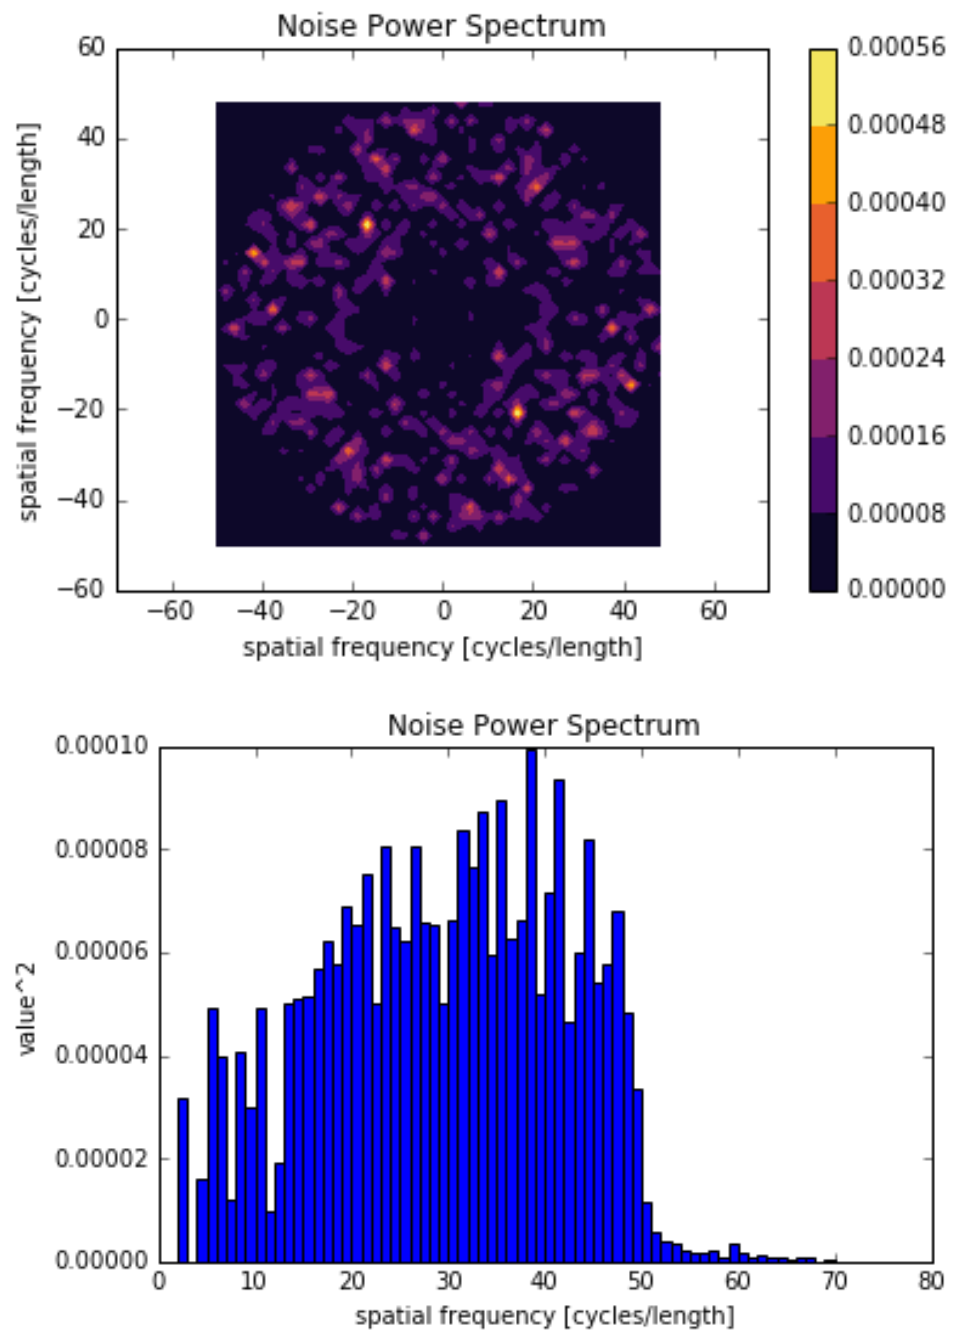 Noise Power Spectrum
60
40
20
0
−20
−40
−60
spatial frequency [cycles/length]
−60 −40 −20 0 20 40 60
spatial frequency [cycles/length]
0.00056
0.00048
0.00040
0.00032
0.00024
0.00016
0.00008
0.00000
Noise Power Spectrum
0.00010
0.00008
0.00006
0.00004
0.00002
0.00000
value^2
0 10 20 30 40 50 60 70 80
spatial frequency [cycles/length]